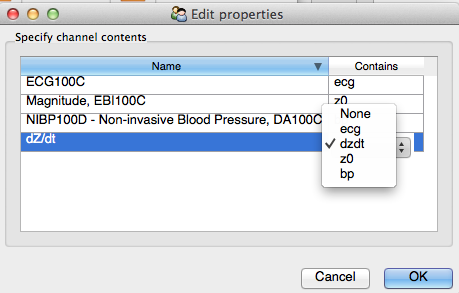 Edit properties
Specify channel contents
Name Contains
ECG100C ecg
Magnitude, EBI100C z0
NIBP100D - Non-invasive Blood Pressure, DA100C
dZ/dt
None
ecg
✓ dzdt
z0
bp
Cancel OK